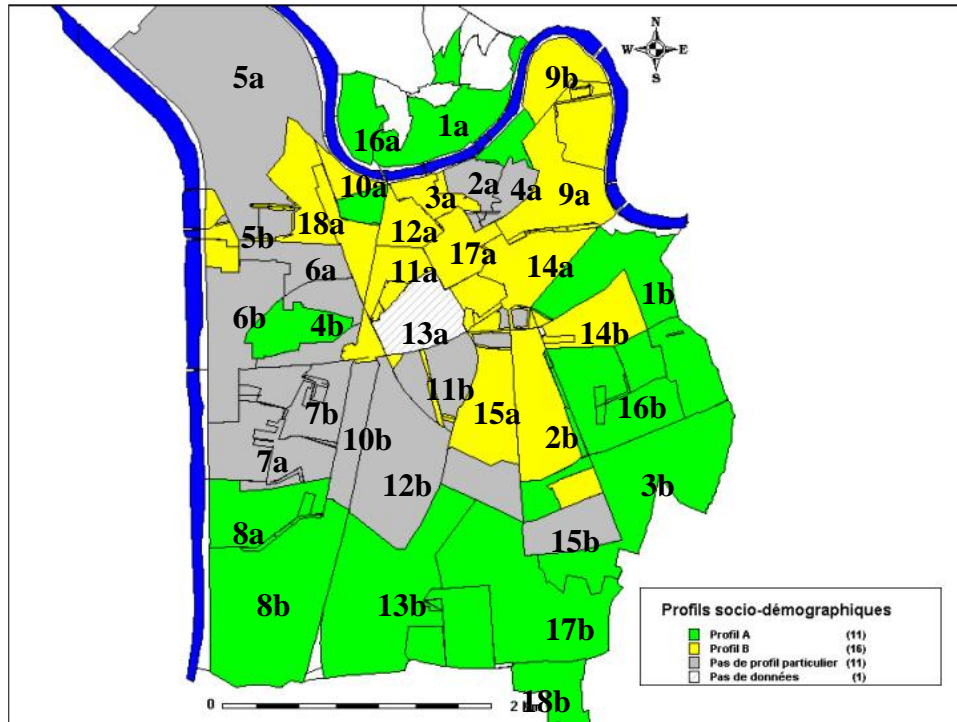 N
W E
S
9b
5a
1a
16a
2a
4a
10a
3a
9a
18a
12a
5b
17a
6a
11a
14a
1b
6b
4b
13a
14b
11b
7b
15a
16b
10b
2b
7a
12b
3b
8a
15b
8b
13b
17b
18b
Profils socio-démographiques
Profil A (11)
Profil B (16)
Pas de profil particulier (11)
Pas de données (1)
0 2 km